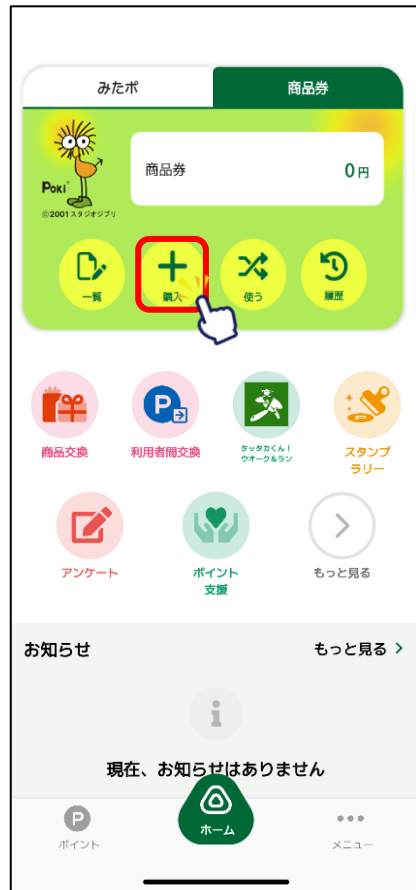 みたポ
商品券
商品券
0円
POKi
©2001スタジオジブリ
一覧
購入
使う
履歴
商品交換
利用者間交換
タッタカくん!
ウオーク&ラン
スタンプ
ラリー
アンケート
ポイント
支援
もっと見る
お知らせ
もっと見る
現在、お知らせはありません
P
ポイント
ホーム
メニュー